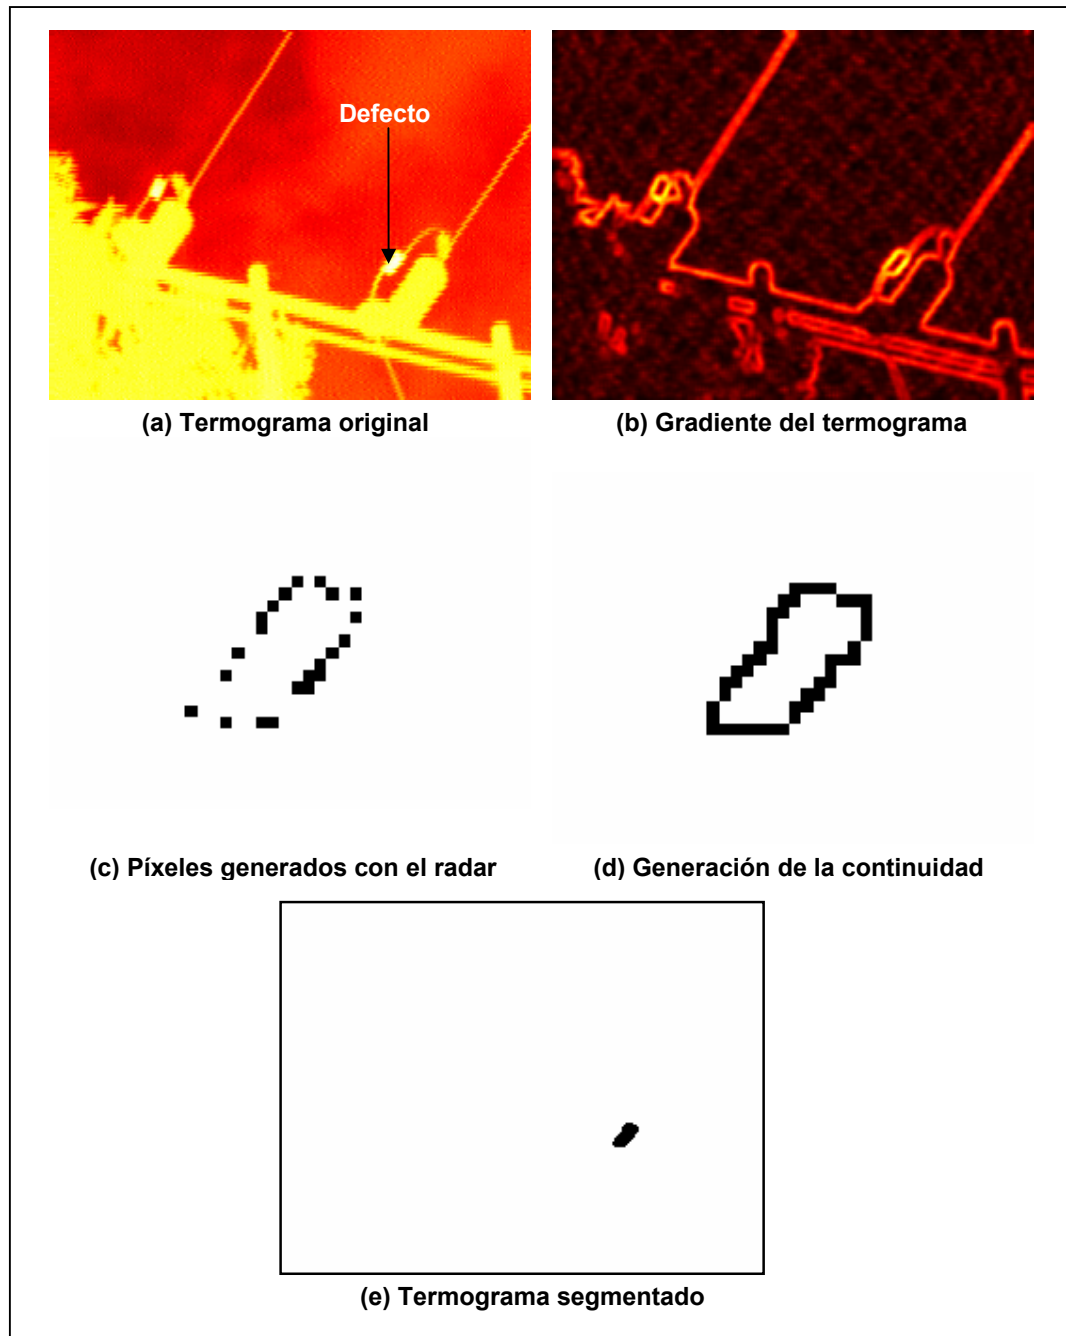 Defecto
(a) Termograma original
(b) Gradiente del termograma
(c) Píxeles generados con el radar
(d) Generación de la continuidad
(e) Termograma segmentado